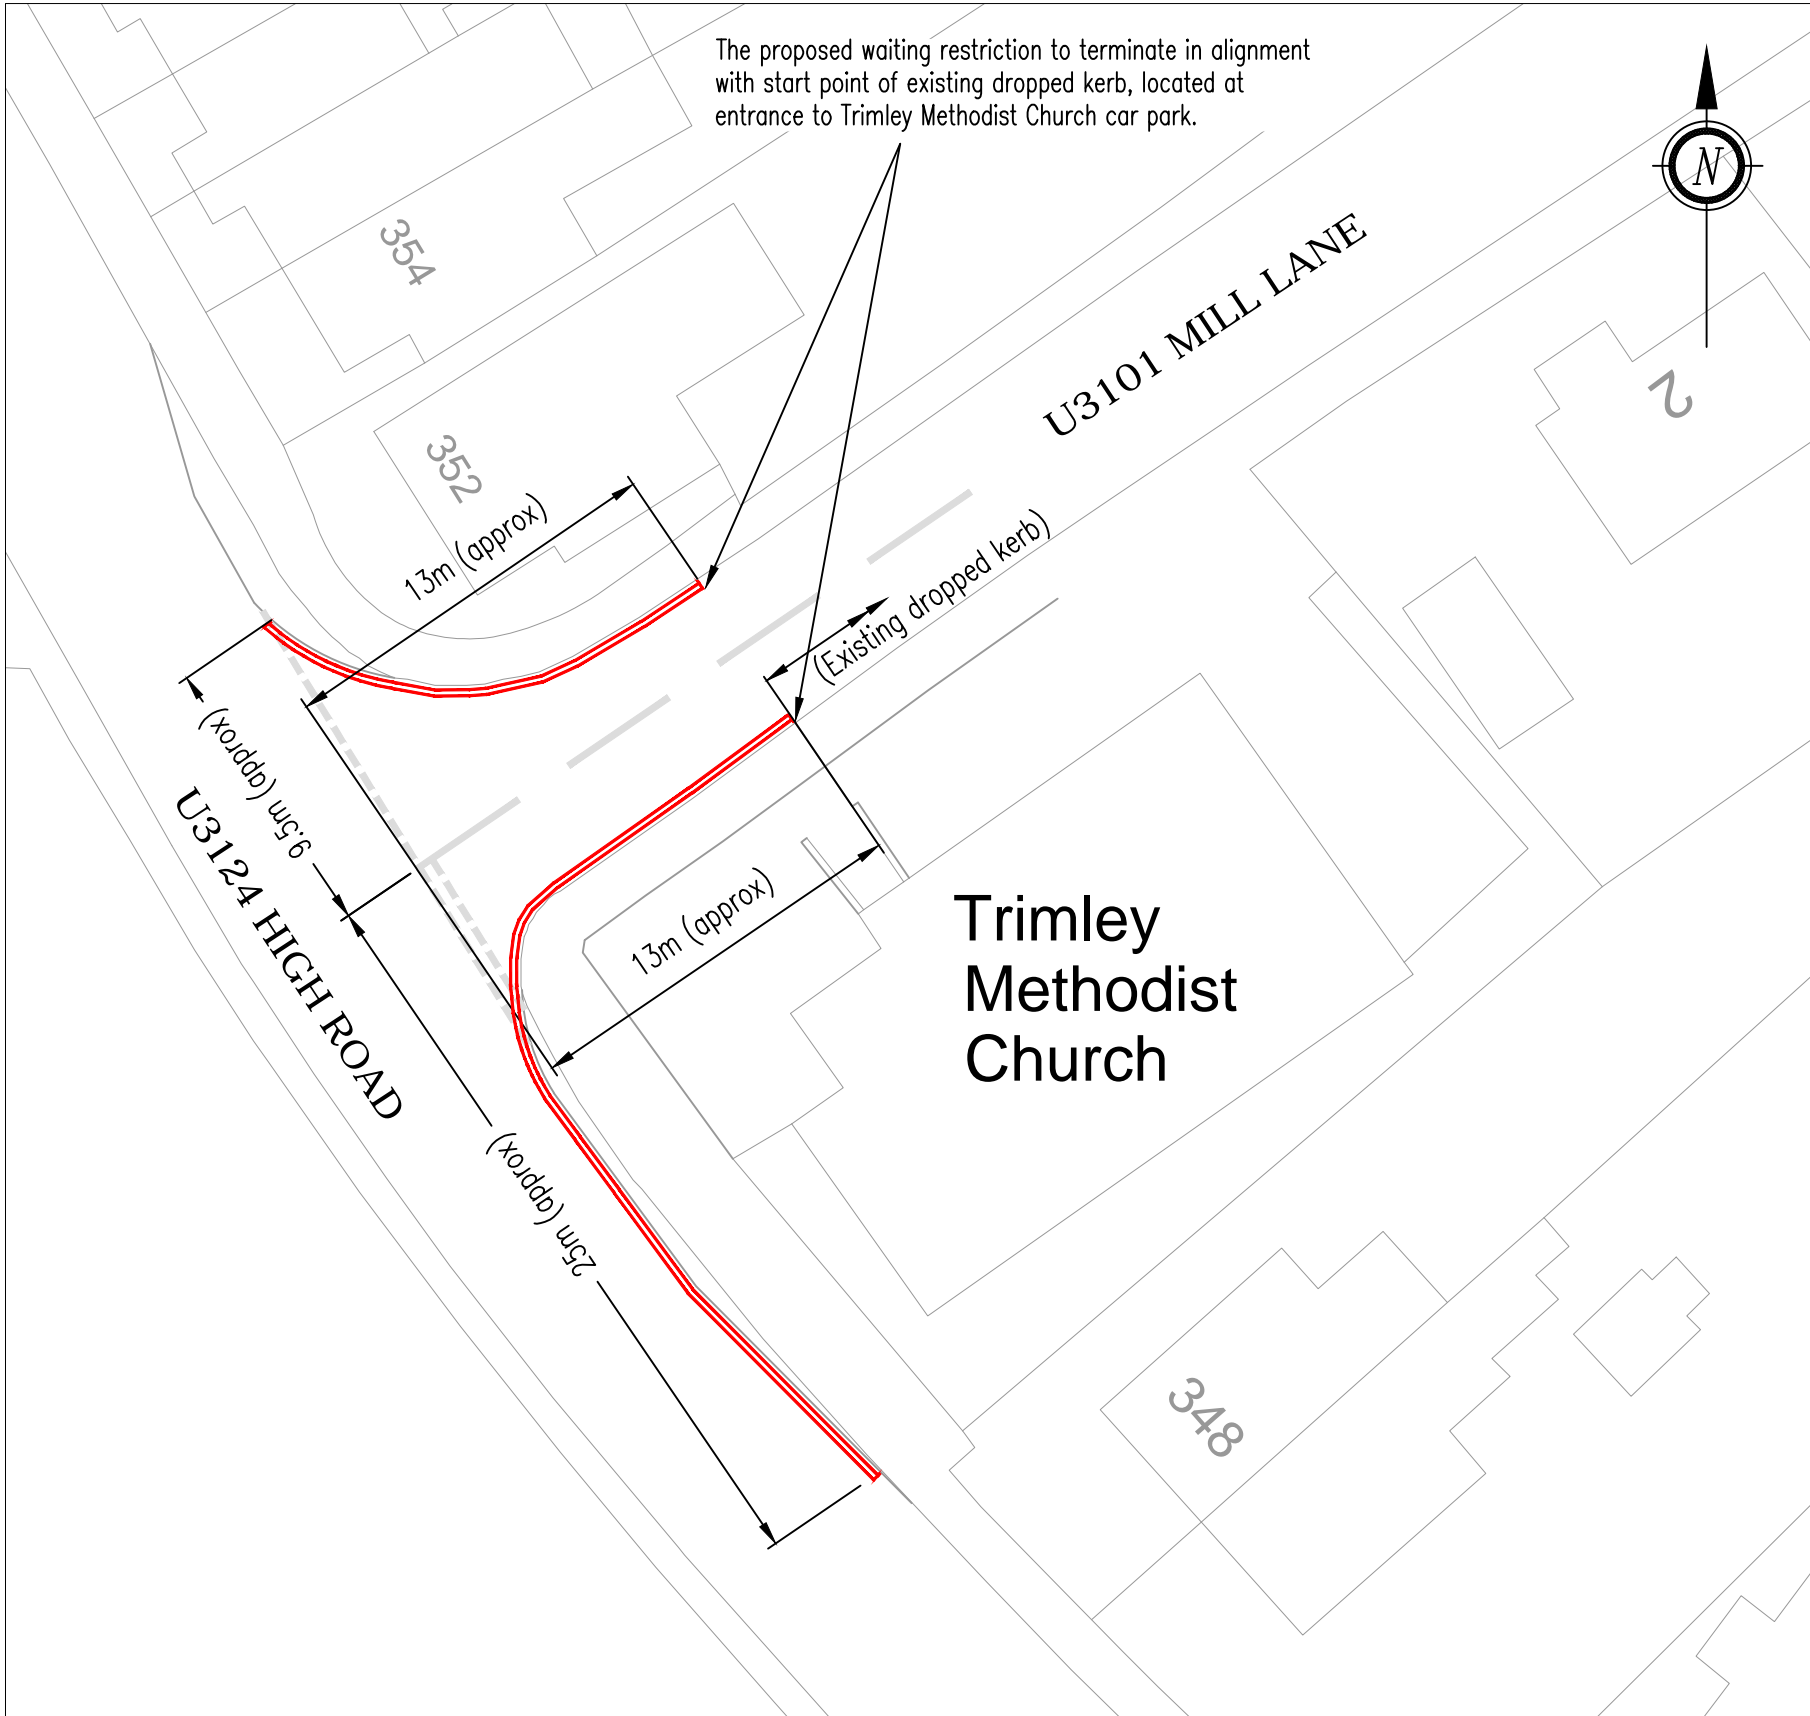 The proposed waiting restriction to terminate in alignment
with start point of existing dropped kerb, located at
entrance to Trimley Methodist Church car park.
N
354
U3101 MILL LANE
2
352
13m (approx)
(Existing dropped kerb)
9.5m (approx)
U3124 HIGH ROAD
13m (approx)
Trimley
Methodist
Church
25m (approx)
348